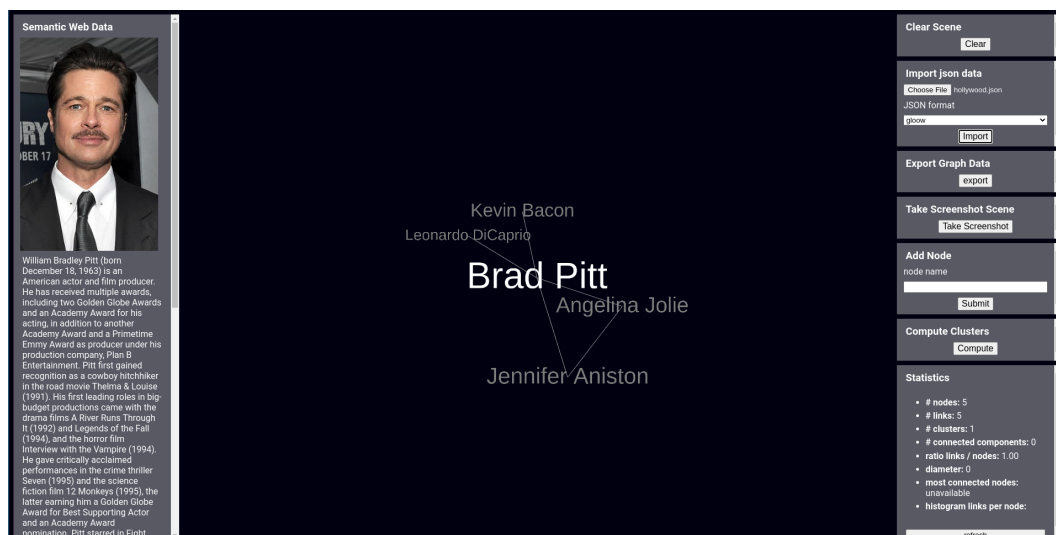 Semantic Web Data
RY
OBER 17
William Bradley Pitt (born
December 18, 1963) is an
American actor and film producer.
He has received multiple awards,
including two Golden Globe Awards
and an Academy Award for his
acting, in addition to another
Academy Award and a Primetime
Emmy Award as producer under his
production company, Plan B
Entertainment. Pitt first gained
recognition as a cowboy hitchhiker
in the road movie Thelma & Louise
(1991). His first leading roles in big-
budget productions came with the
drama films A River Runs Through
It (1992) and Legends of the Fall
(1994), and the horror film
Interview with the Vampire (1994).
He gave critically acclaimed
performances in the crime thriller
Seven (1995) and the science
fiction film 12 Monkeys (1995), the
latter earning him a Golden Globe
Award for Best Supporting Actor
and an Academy Award
nomination. Pitt starred in Fight
Kevin Bacon
Leonardo DiCaprio
Brad Pitt
Angelina Jolie
Jennifer Aniston
Clear Scene
Clear
Import json data
Choose File hollywood.json
JSON format
gloow
Import
Export Graph Data
export
Take Screenshot Scene
Take Screenshot
Add Node
node name
Submit
Compute Clusters
Compute
Statistics
# nodes: 5
# links: 5
# clusters: 1
# connected components: 0
ratio links / nodes: 1.00
diameter: 0
most connected nodes:
unavailable
histogram links per node:
refresh